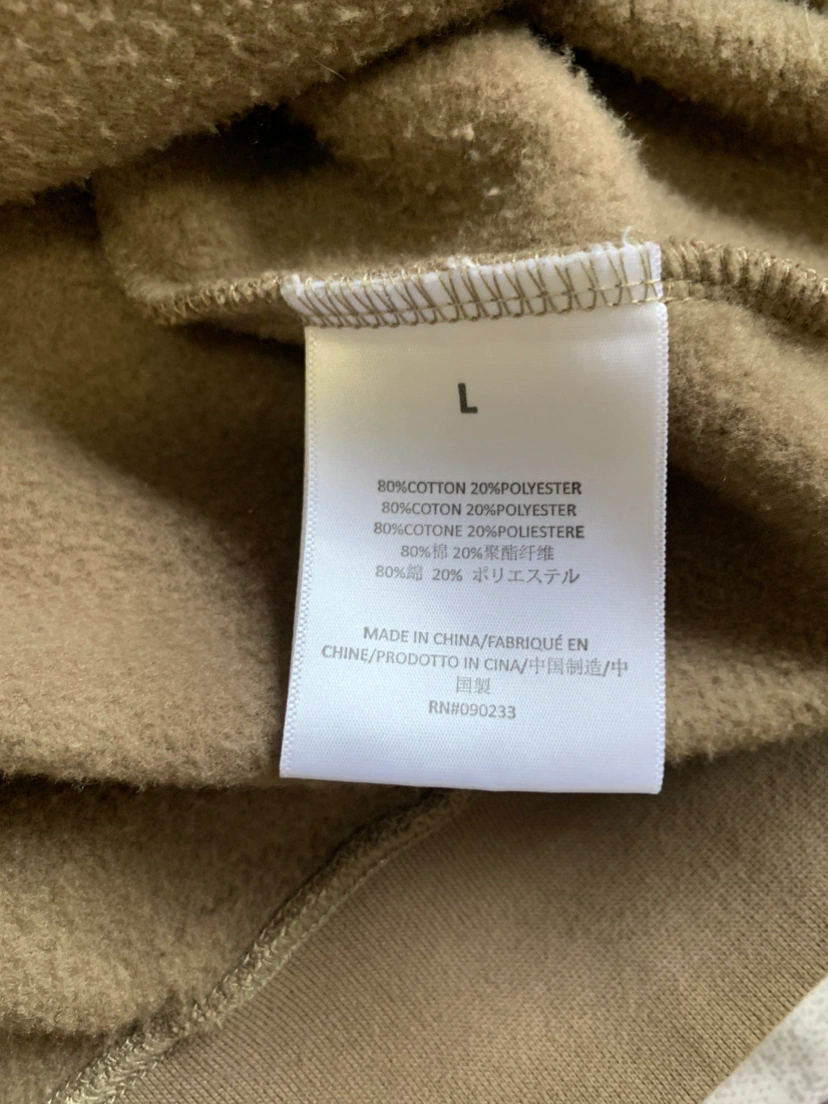 L
80%COTTON 20%POLYESTER
80%COTON 20%POLYESTER
80%COTONE 20%POLIESTERE
80%棉 20%聚酯纤维
80%綿 20% ポリエステル
MADE IN CHINA/FABRIQUÉ EN
CHINE/PRODOTTO IN CINA/中国制造/中
国製
RN#090233